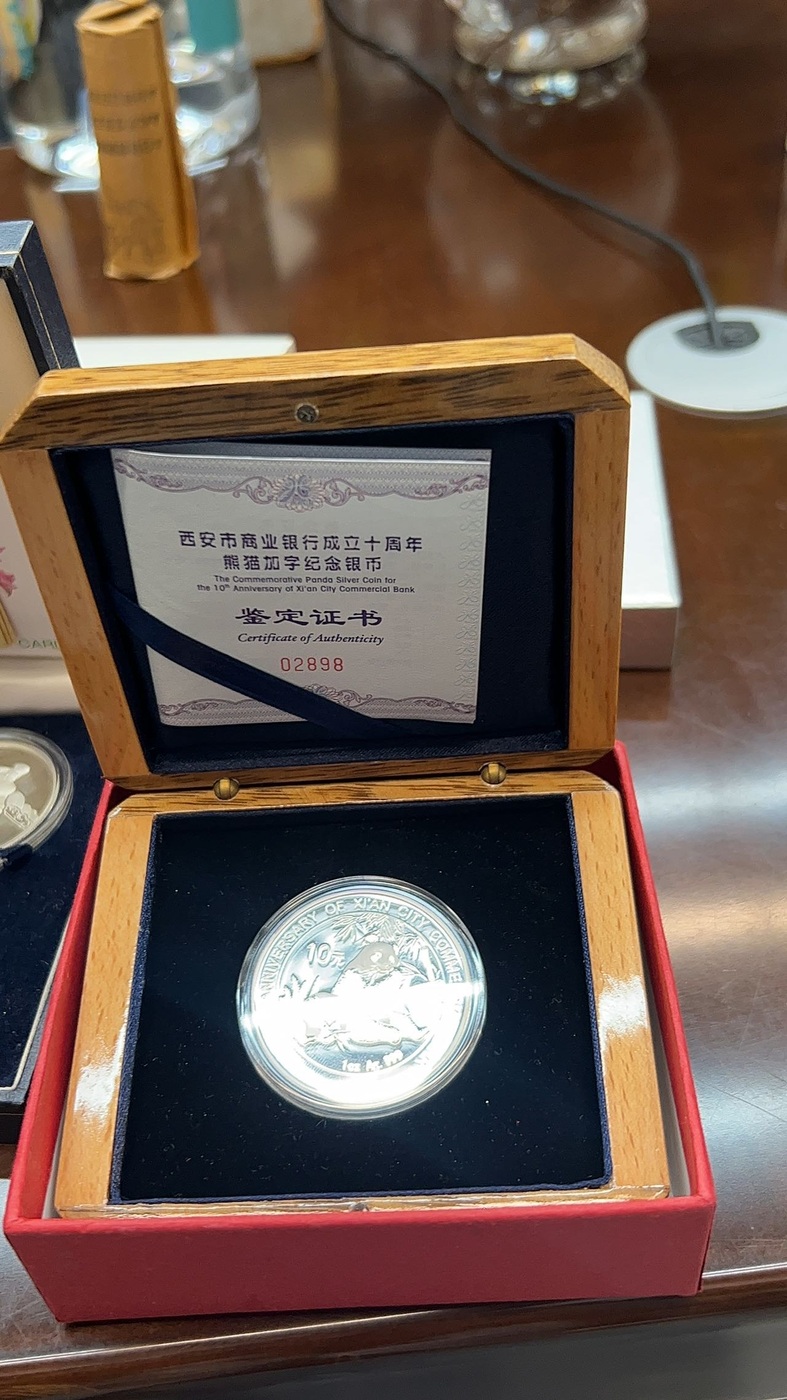 西安市商业银行成立十周年
熊猫加字纪念银币
The Commemorative Panda Silver Coin for
the 10th Anniversary of Xi'an City Commercial Bank
鉴定证书
Certificate of Authenticity
02898
CAR
NNIVERSARY OF XI'AN CITY COMME
10元
1oz Ag .999